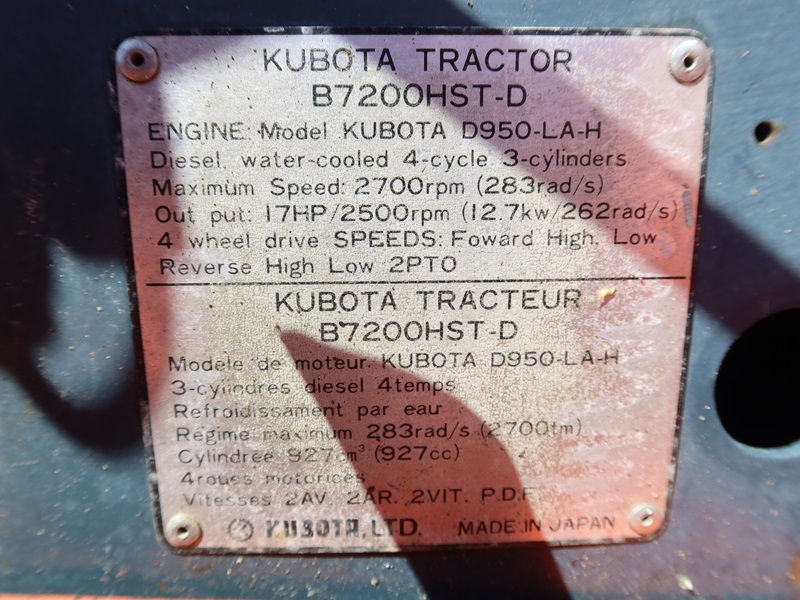 KUBOTA TRACTOR
B7200HST-D
ENGINE: Model KUBOTA D950-LA-H
Diesel, water-cooled 4-cycle 3-cylinders
Maximum Speed: 2700rpm (283rad/s)
Out put: 17HP/2500rpm (12.7kw/262rad/s)
4 wheel drive SPEEDS: Foward High, Low
Reverse High Low 2PTO
KUBOTA TRACTEUR
B7200HST-D
Modele de moteur. KUBOTA D950-LA-H
3-cylindres diesel 4temps
Refroidissament par eau
Regime maximum 283rad/s (2700tm)
Cylindree 927cm³ (927cc)
4roues motorices
Vitesses 2AV. 2AR. 2VIT. P.D.F.
KUBOTA, LTD. MADE IN JAPAN